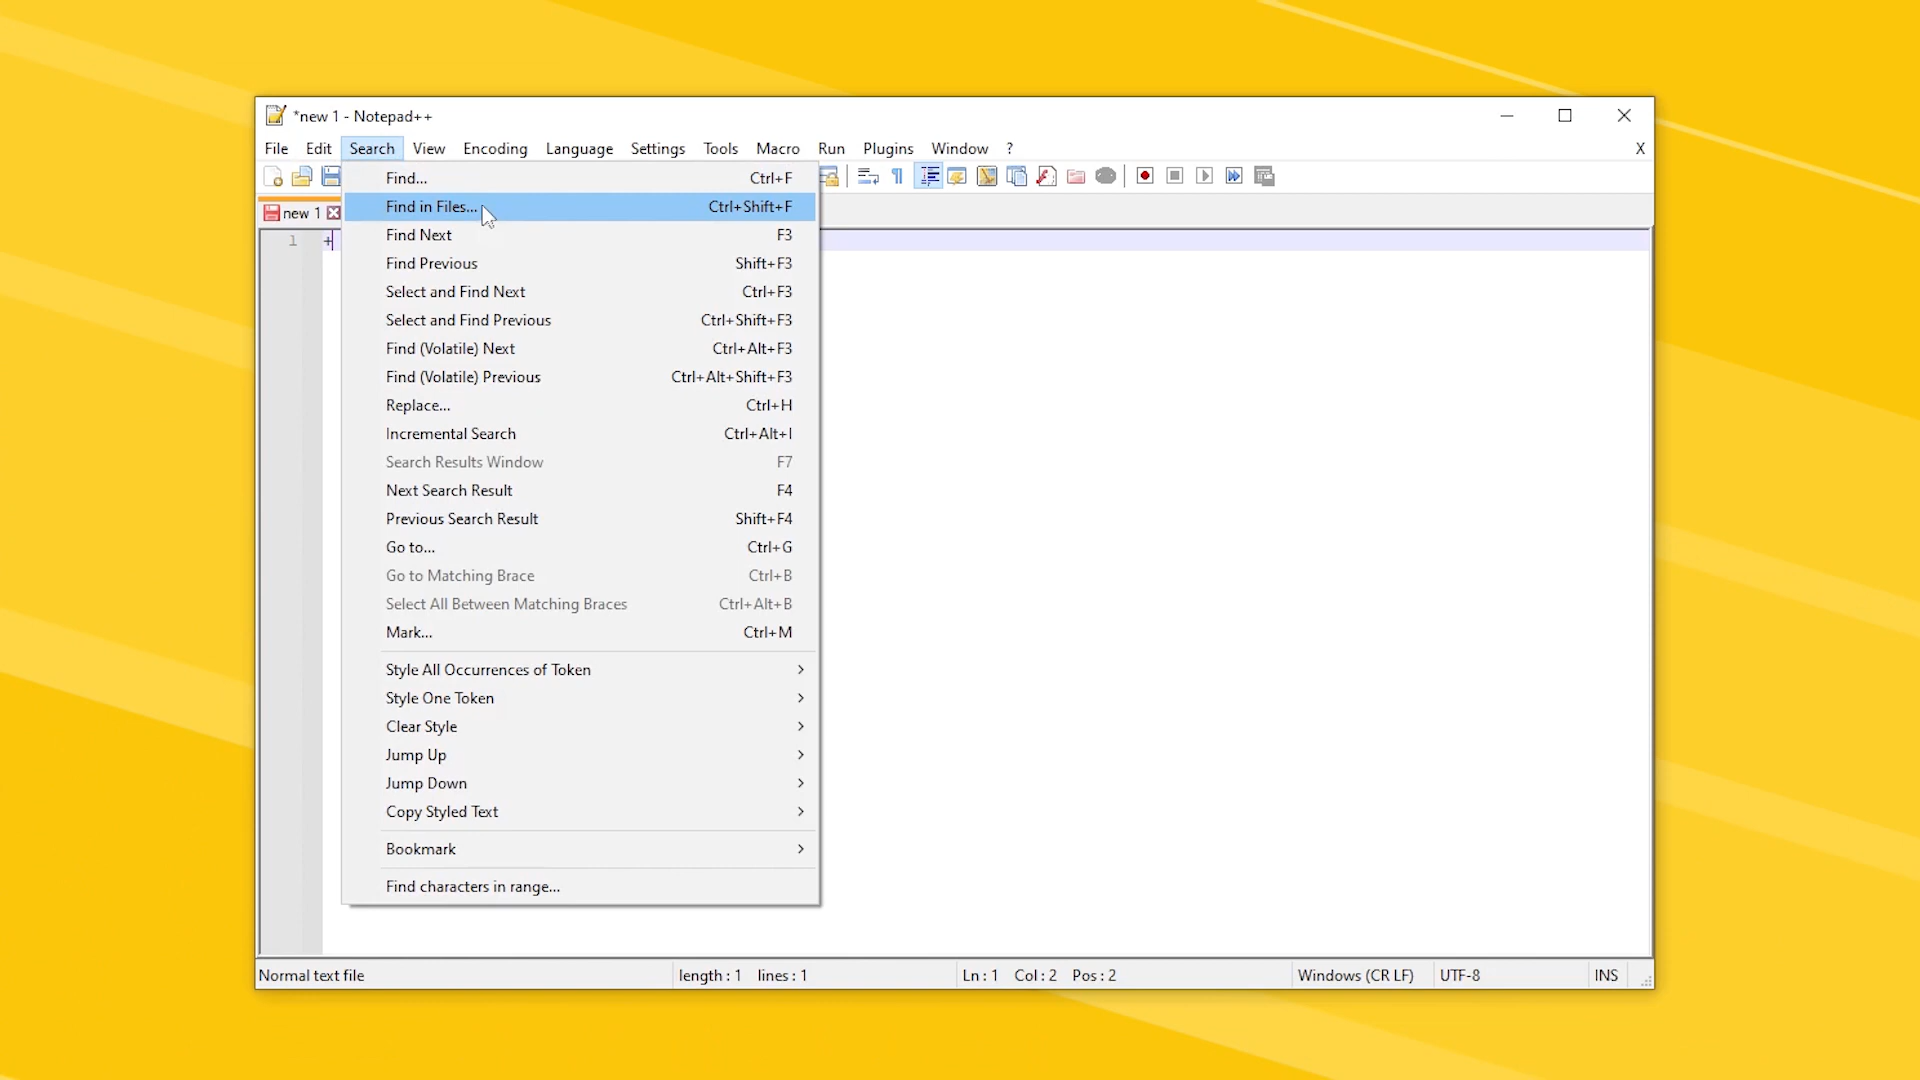 *new 1 - Notepad++
File Edit Search View Encoding Language Settings Tools Macro Run Plugins Window ? X
new 1
1 +
Find... Ctrl+F
Find in Files... Ctrl+Shift+F
Find Next F3
Find Previous Shift+F3
Select and Find Next Ctrl+F3
Select and Find Previous Ctrl+Shift+F3
Find (Volatile) Next Ctrl+Alt+F3
Find (Volatile) Previous Ctrl+Alt+Shift+F3
Replace... Ctrl+H
Incremental Search Ctrl+Alt+I
Search Results Window F7
Next Search Result F4
Previous Search Result Shift+F4
Go to... Ctrl+G
Go to Matching Brace Ctrl+B
Select All Between Matching Braces Ctrl+Alt+B
Mark... Ctrl+M
Style All Occurrences of Token
Style One Token
Clear Style
Jump Up
Jump Down
Copy Styled Text
Bookmark
Find characters in range...
Normal text file length : 1 lines : 1 Ln : 1 Col : 2 Pos : 2 Windows (CR LF) UTF-8 INS